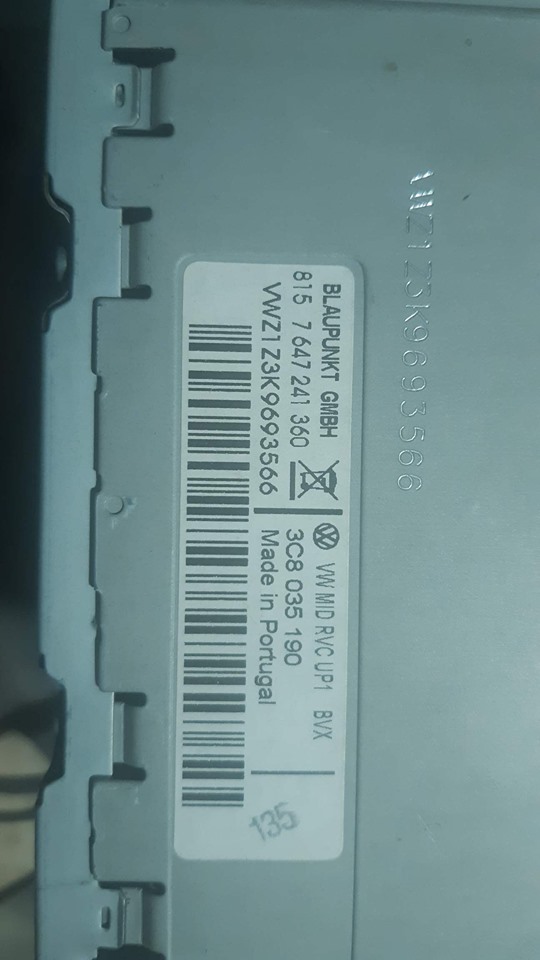 BLAUPUNKT GMBH
815 7 647 241 360
VWZ1Z3K9693566
VW MID RVC UP1 BVX
3C8 035 190
Made in Portugal
135
VWZ1Z3K9693566